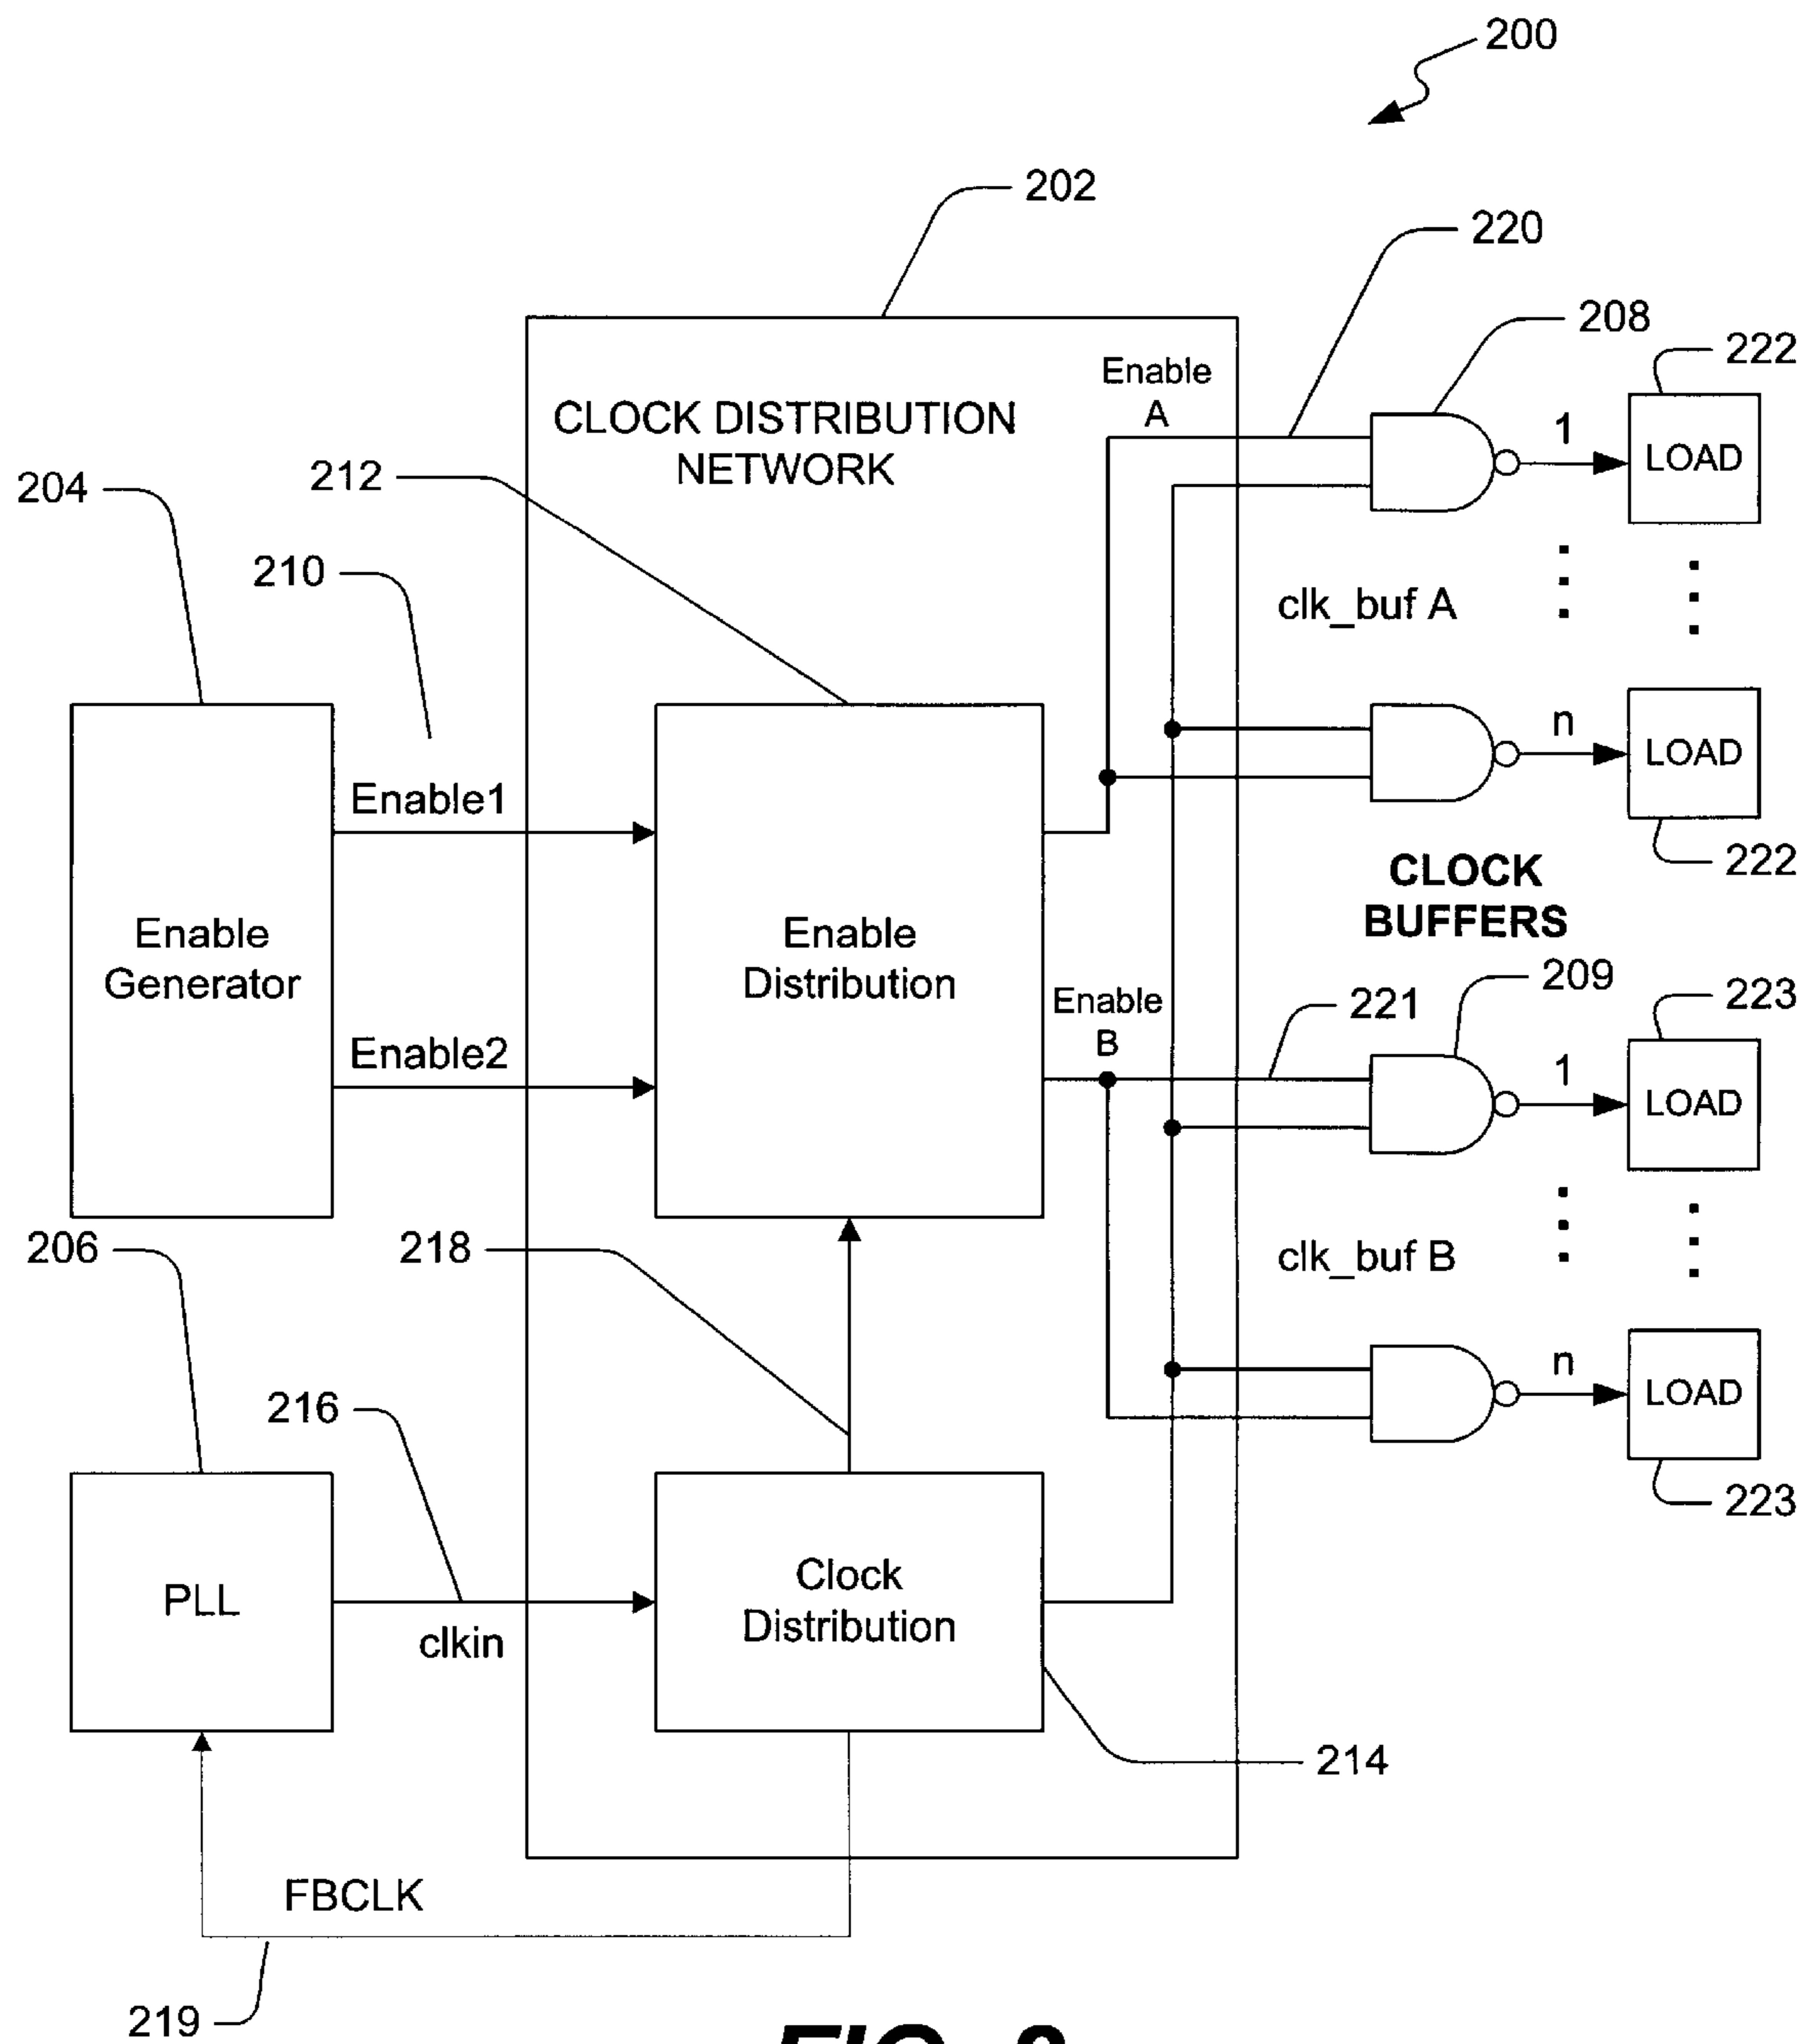 200
202
220
208
222
Enable
A
1
CLOCK DISTRIBUTION
NETWORK
LOAD
204
212
210
clk_buf A
n
LOAD
Enable1
222
CLOCK
BUFFERS
Enable
Generator
Enable
Distribution
209
223
Enable
B
221
Enable2
1
LOAD
206
218
clk_buf B
n
LOAD
216
223
PLL
Clock
Distribution
clkin
214
FBCLK
219